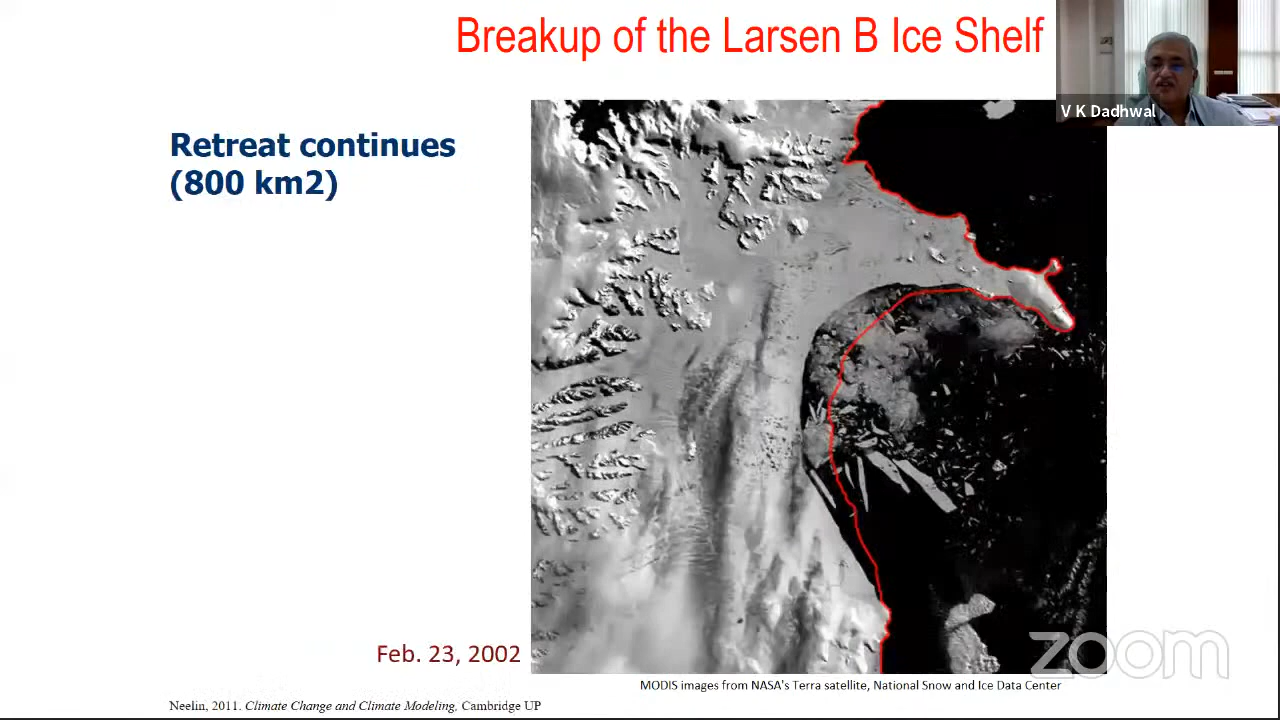 Breakup of the Larsen B Ice Shelf
V K Dadhwal
Retreat continues
(800 km2)
Feb. 23, 2002
zoom
MODIS images from NASA's Terra satellite, National Snow and Ice Data Center
Neelin, 2011. Climate Change and Climate Modeling, Cambridge UP